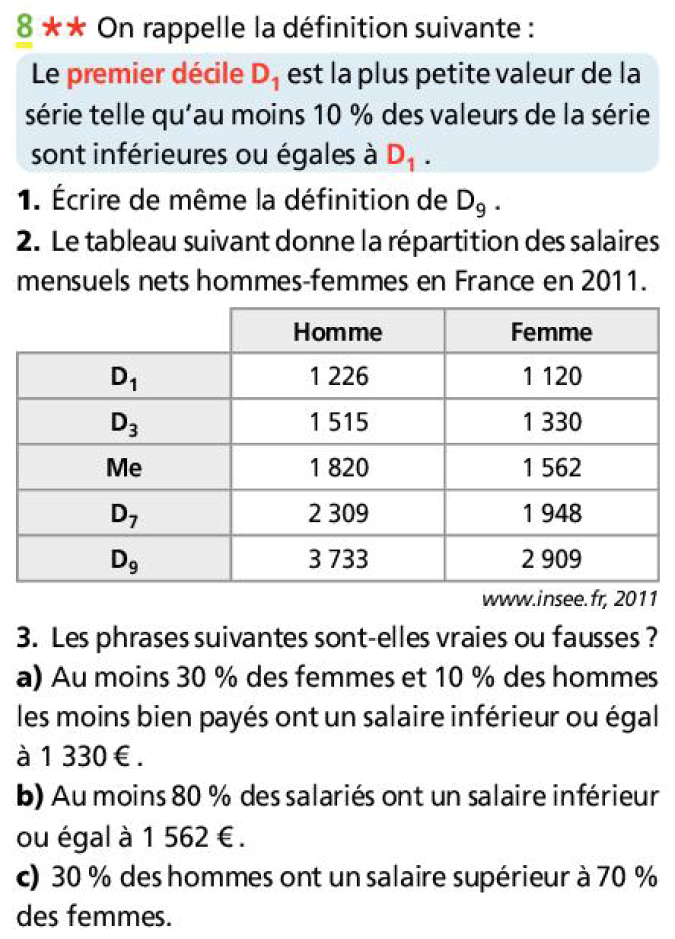 8 ★★ On rappelle la définition suivante :
Le premier décile D₁ est la plus petite valeur de la
série telle qu’au moins 10 % des valeurs de la série
sont inférieures ou égales à D₁ .
1. Écrire de même la définition de D₉ .
2. Le tableau suivant donne la répartition des salaires
mensuels nets hommes-femmes en France en 2011.
Homme Femme
D₁ 1 226 1 120
D₃ 1 515 1 330
Me 1 820 1 562
D₇ 2 309 1 948
D₉ 3 733 2 909
www.insee.fr, 2011
3. Les phrases suivantes sont-elles vraies ou fausses ?
a) Au moins 30 % des femmes et 10 % des hommes
les moins bien payés ont un salaire inférieur ou égal
à 1 330 € .
b) Au moins 80 % des salariés ont un salaire inférieur
ou égal à 1 562 € .
c) 30 % des hommes ont un salaire supérieur à 70 %
des femmes.